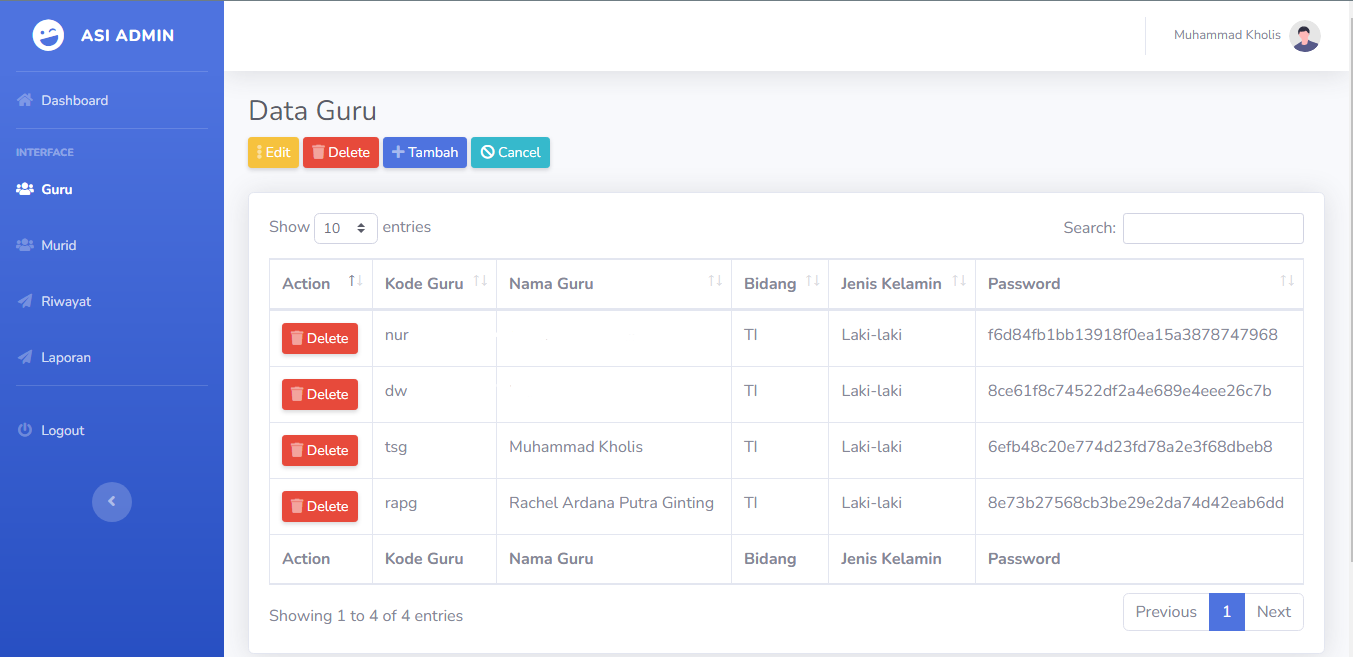 ASI ADMIN
Muhammad Kholis
Dashboard
INTERFACE
Guru
Murid
Riwayat
Laporan
Logout
Data Guru
Edit Delete Tambah Cancel
Show 10 entries Search:
Action Kode Guru Nama Guru Bidang Jenis Kelamin Password
Delete nur TI Laki-laki f6d84fb1bb13918f0ea15a3878747968
Delete dw TI Laki-laki 8ce61f8c74522df2a4e689e4eee26c7b
Delete tsg Muhammad Kholis TI Laki-laki 6efb48c20e774d23fd78a2e3f68dbeb8
Delete rapg Rachel Ardana Putra Ginting TI Laki-laki 8e73b27568cb3be29e2da74d42eab6dd
Action Kode Guru Nama Guru Bidang Jenis Kelamin Password
Showing 1 to 4 of 4 entries
Previous 1 Next